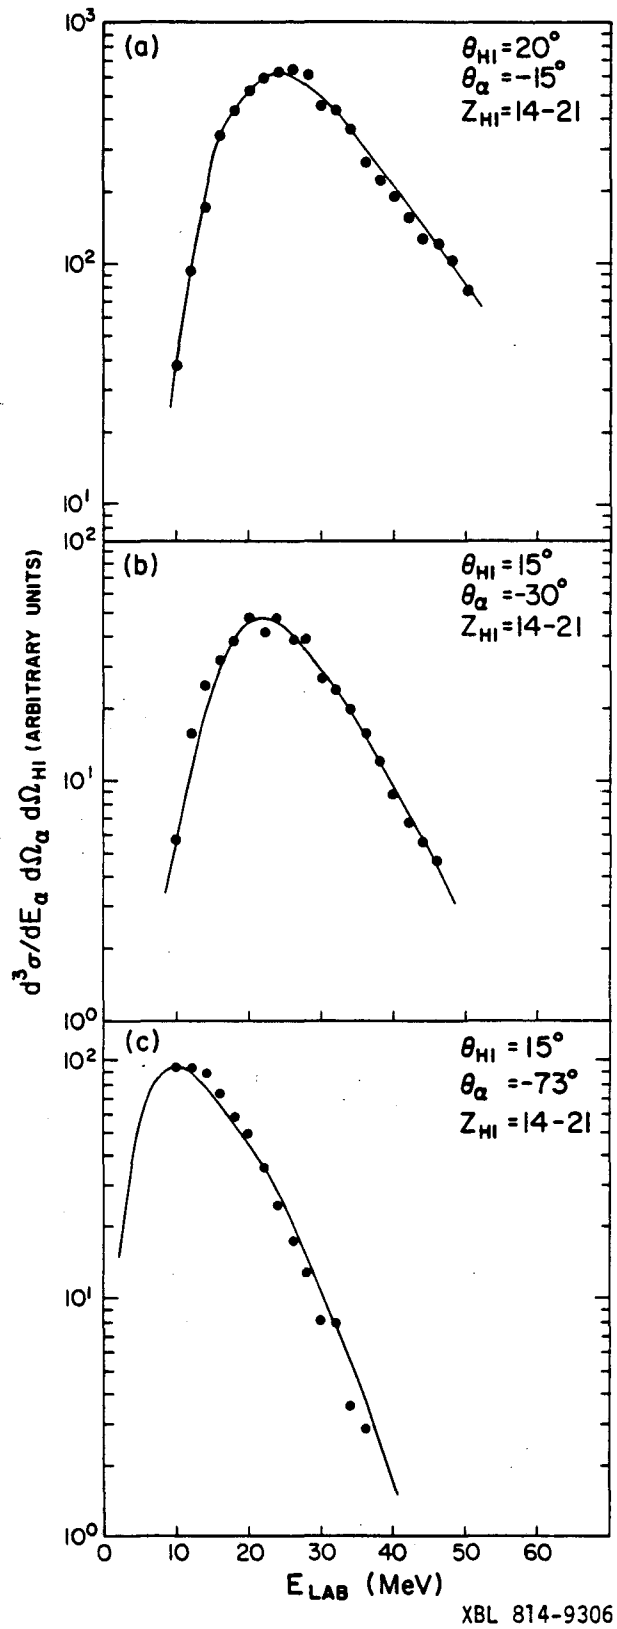 10³
(a)
θHI=20°
θα=-15°
ZHI=14-21
10²
10¹
10²
(b)
θHI=15°
θα=-30°
ZHI=14-21
10¹
10⁰
d³σ/dEα dΩα dΩHI (ARBITRARY UNITS)
(c)
10²
θHI=15°
θα=-73°
ZHI=14-21
10¹
10⁰
0 10 20 30 40 50 60
ELAB (MeV)
XBL 814-9306